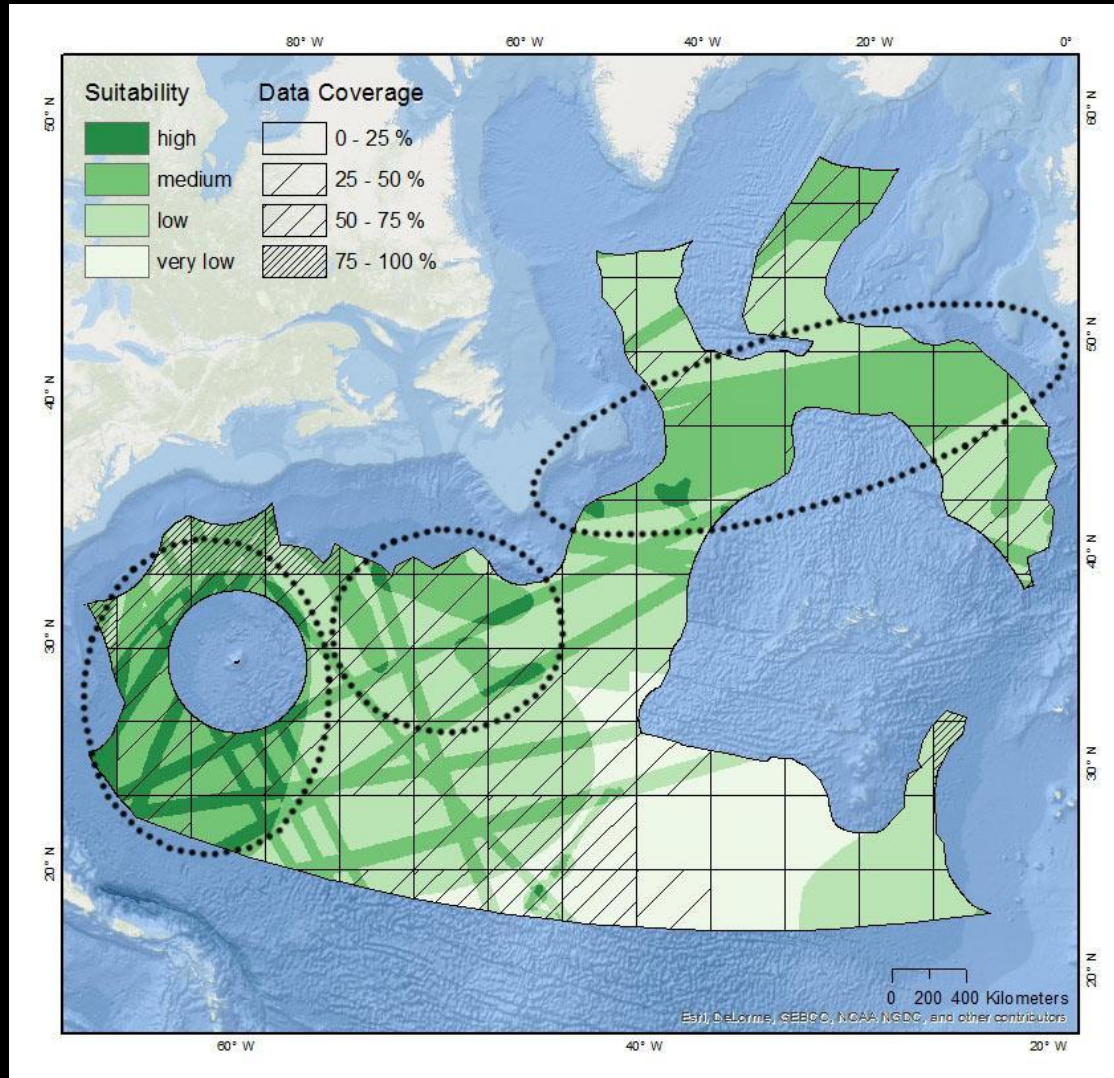 80° W 60° W 40° W 20° W 0°
Suitability Data Coverage
high 0 - 25 %
medium 25 - 50 %
low 50 - 75 %
very low 75 - 100 %
50° N
40° N
30° N
20° N
60° N
50° N
40° N
30° N
20° N
0 200 400 Kilometers
Esri, DeLorme, GEBCO, NOAA NGDC, and other contributors
60° W 40° W 20° W